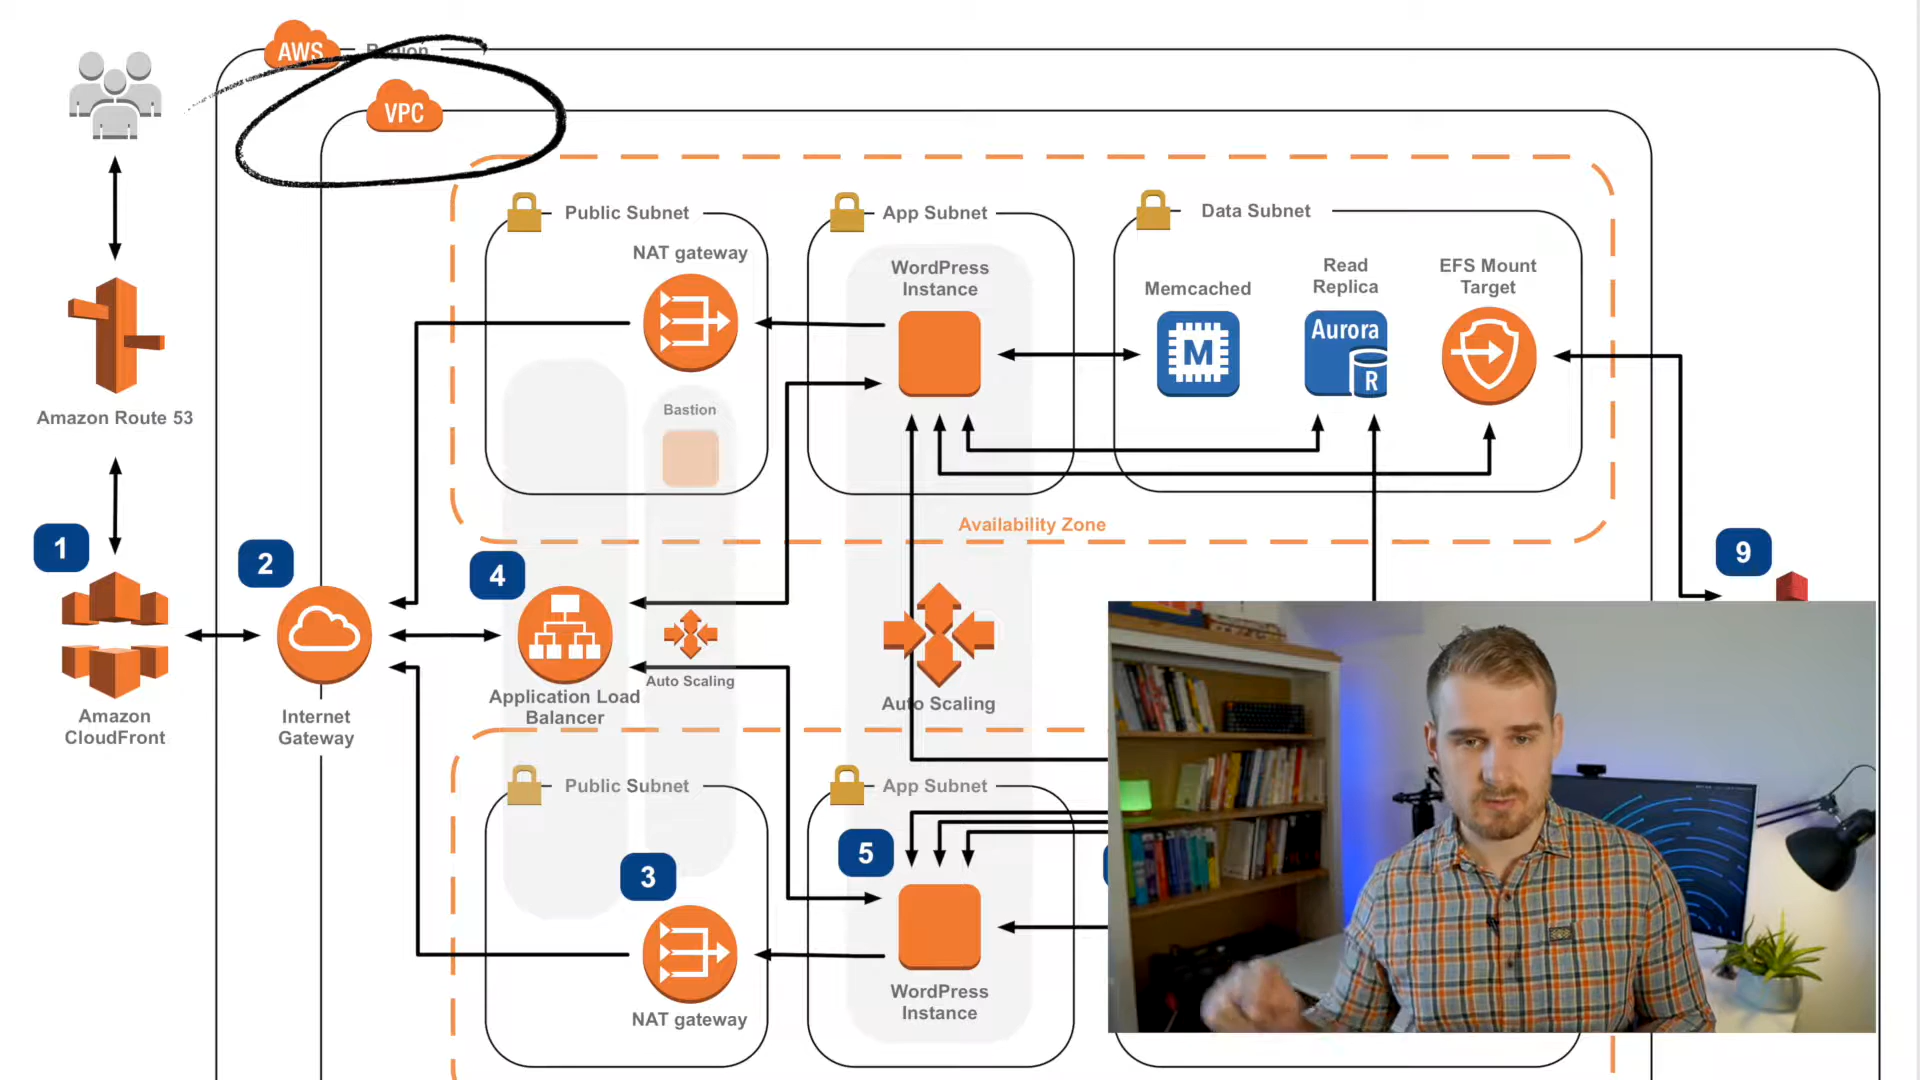 AWS
Region
VPC
Public Subnet
App Subnet
Data Subnet
NAT gateway
WordPress
Instance
Memcached
Read
Replica
EFS Mount
Target
M
Aurora
R
Bastion
Amazon Route 53
Availability Zone
1
2
4
9
Auto Scaling
Application Load
Balancer
Auto Scaling
Amazon
CloudFront
Internet
Gateway
Public Subnet
App Subnet
5
3
WordPress
Instance
NAT gateway